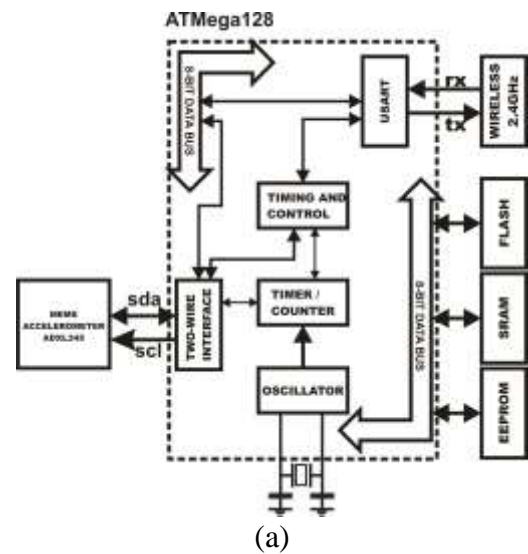 ATMega128
8-BIT DATA BUS
USART
rx
tx
WIRELESS
2.4GHz
TIMING AND
CONTROL
FLASH
8-BIT DATA BUS
sda
scl
MEMS
ACCELEROMETER
ADXL345
TWO-WIRE
INTERFACE
TIMER /
COUNTER
SRAM
OSCILLATOR
EEPROM
(a)